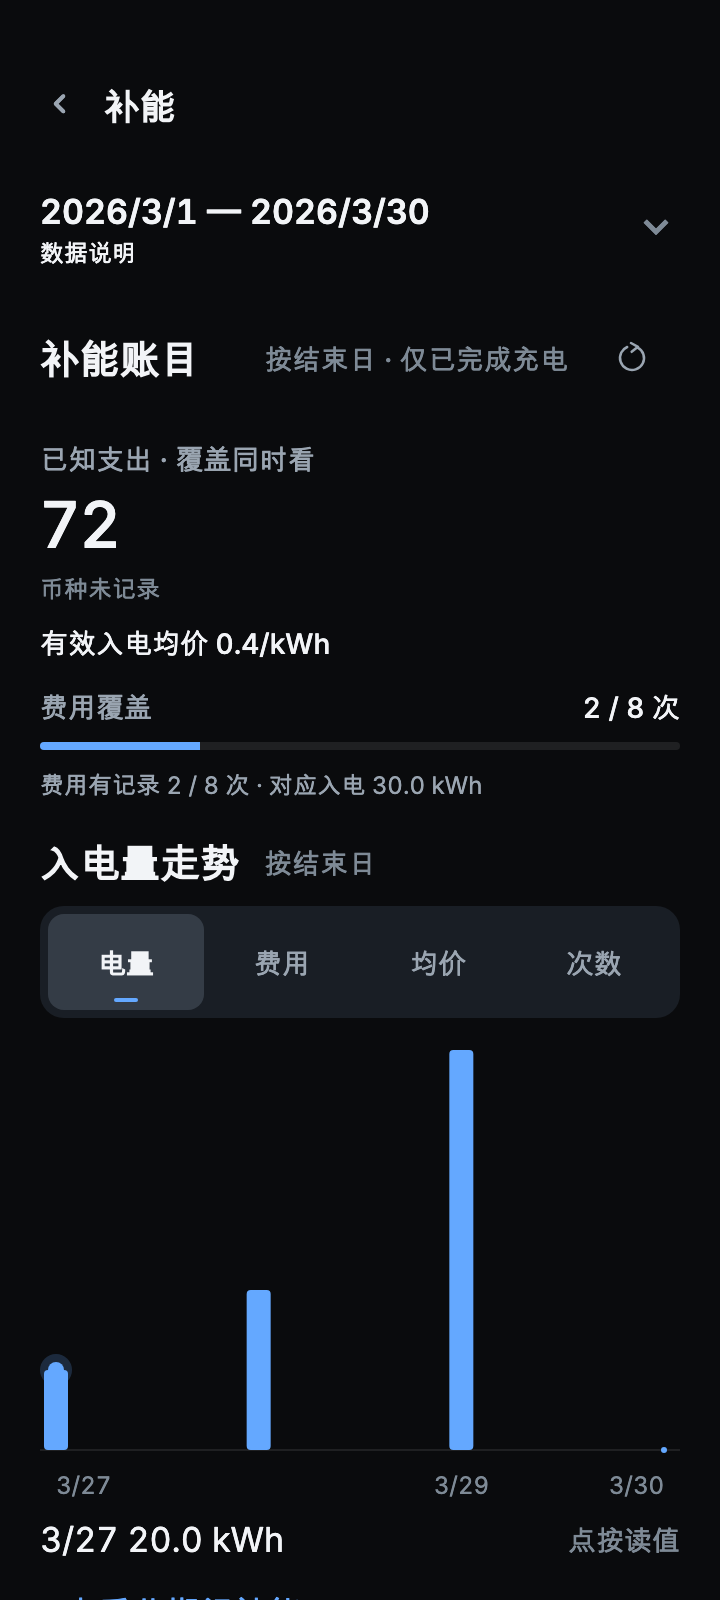 补能
2026/3/1 — 2026/3/30
数据说明
补能账目 按结束日 · 仅已完成充电
已知支出 · 覆盖同时看
72
币种未记录
有效入电均价 0.4/kWh
费用覆盖 2 / 8 次
费用有记录 2 / 8 次 · 对应入电 30.0 kWh
入电量走势 按结束日
电量 费用 均价 次数
3/27 3/29 3/30
3/27 20.0 kWh 点按读值